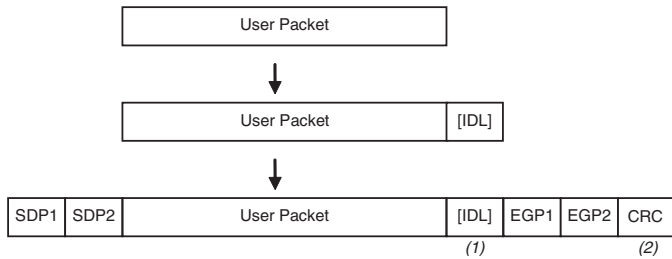 User Packet
User Packet [IDL]
SDP1 SDP2 User Packet [IDL] EGP1 EGP2 CRC
(1) (2)